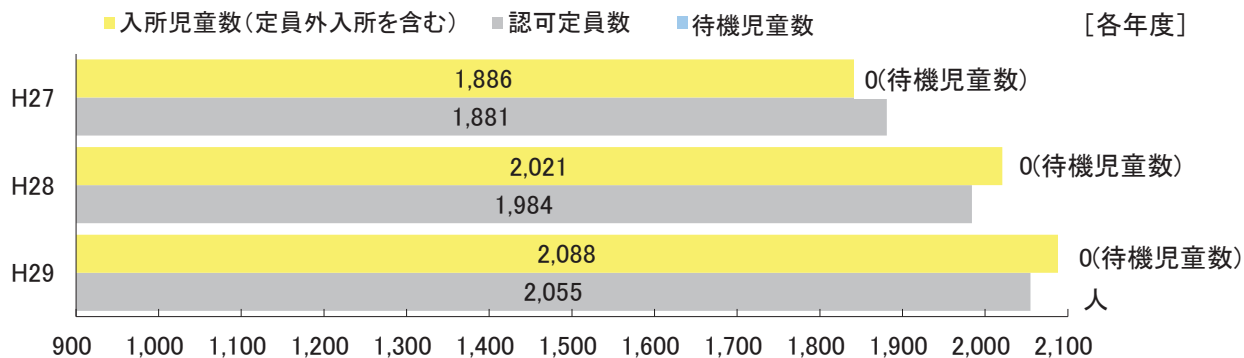 入所児童数(定員外入所を含む) 認可定員数 待機児童数 [各年度]
H27 1,886 0(待機児童数)
1,881
H28 2,021 0(待機児童数)
1,984
H29 2,088 0(待機児童数)
2,055 人
900 1,000 1,100 1,200 1,300 1,400 1,500 1,600 1,700 1,800 1,900 2,000 2,100